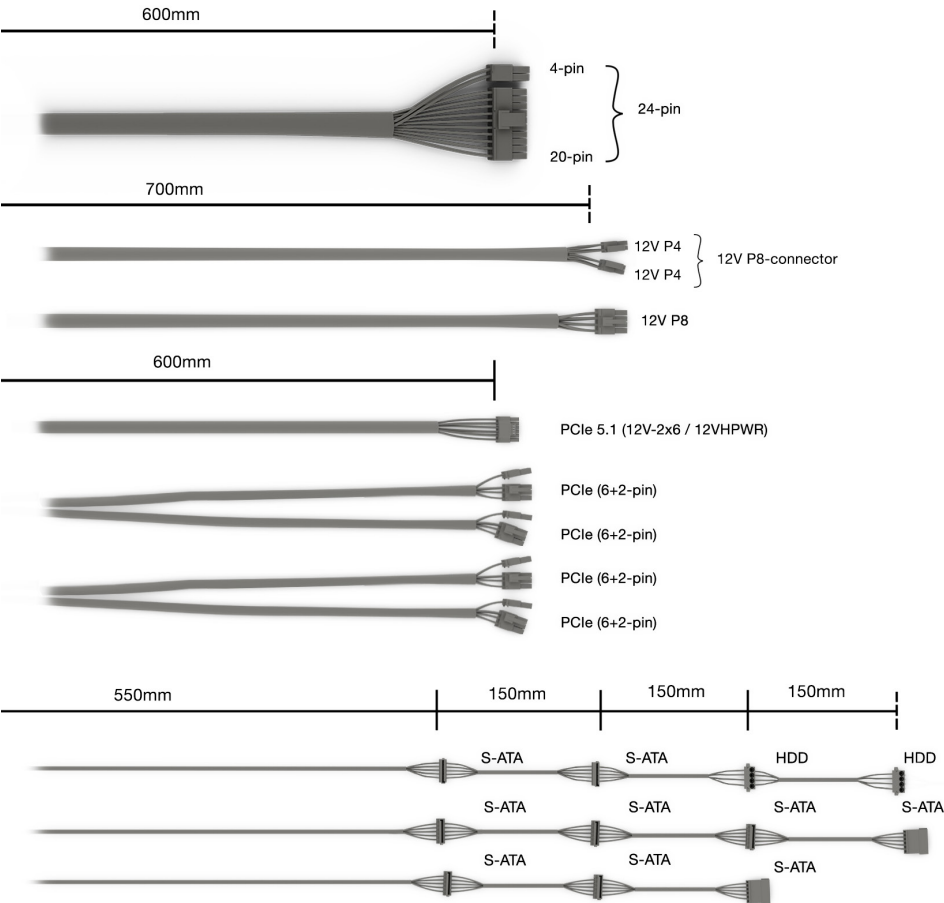 600mm
4-pin
24-pin
20-pin
700mm
12V P4
12V P8-connector
12V P4
12V P8
600mm
PCIe 5.1 (12V-2x6 / 12VHPWR)
PCIe (6+2-pin)
PCIe (6+2-pin)
PCIe (6+2-pin)
PCIe (6+2-pin)
550mm 150mm 150mm 150mm
S-ATA S-ATA HDD HDD
S-ATA S-ATA S-ATA S-ATA
S-ATA S-ATA S-ATA